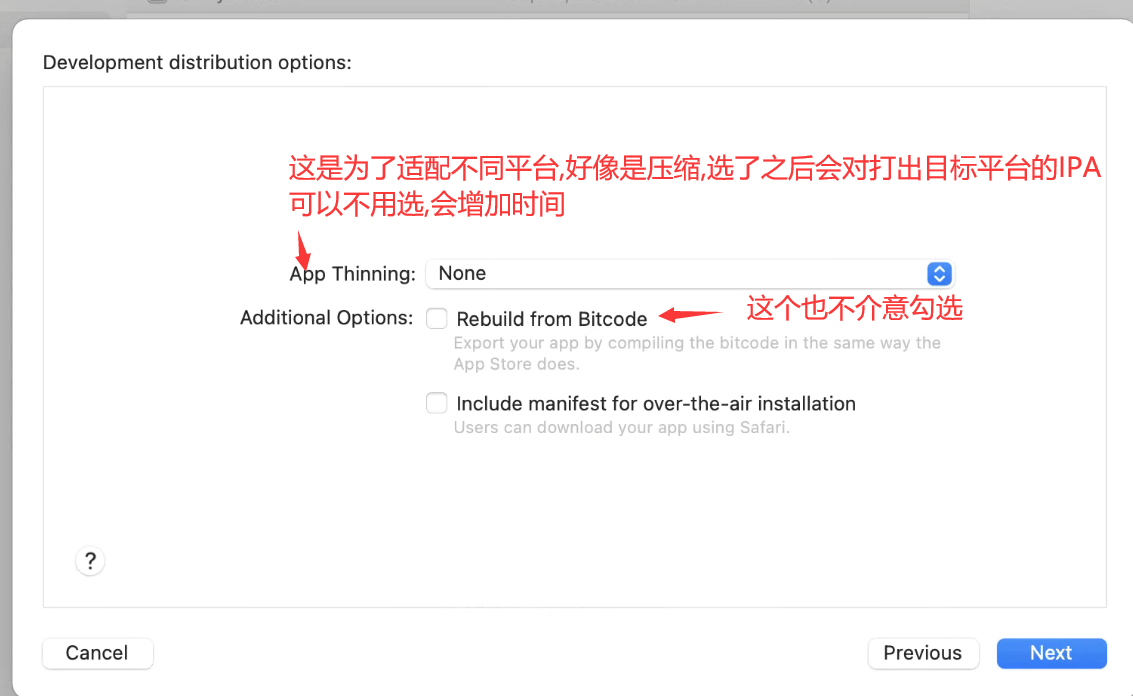 Development distribution options:
这是为了适配不同平台,好像是压缩,选了之后会对打出目标平台的IPA
可以不用选,会增加时间
App Thinning: None
Additional Options: Rebuild from Bitcode
这个也不介意勾选
Export your app by compiling the bitcode in the same way the
App Store does.
Include manifest for over-the-air installation
Users can download your app using Safari.
?
Cancel Previous Next